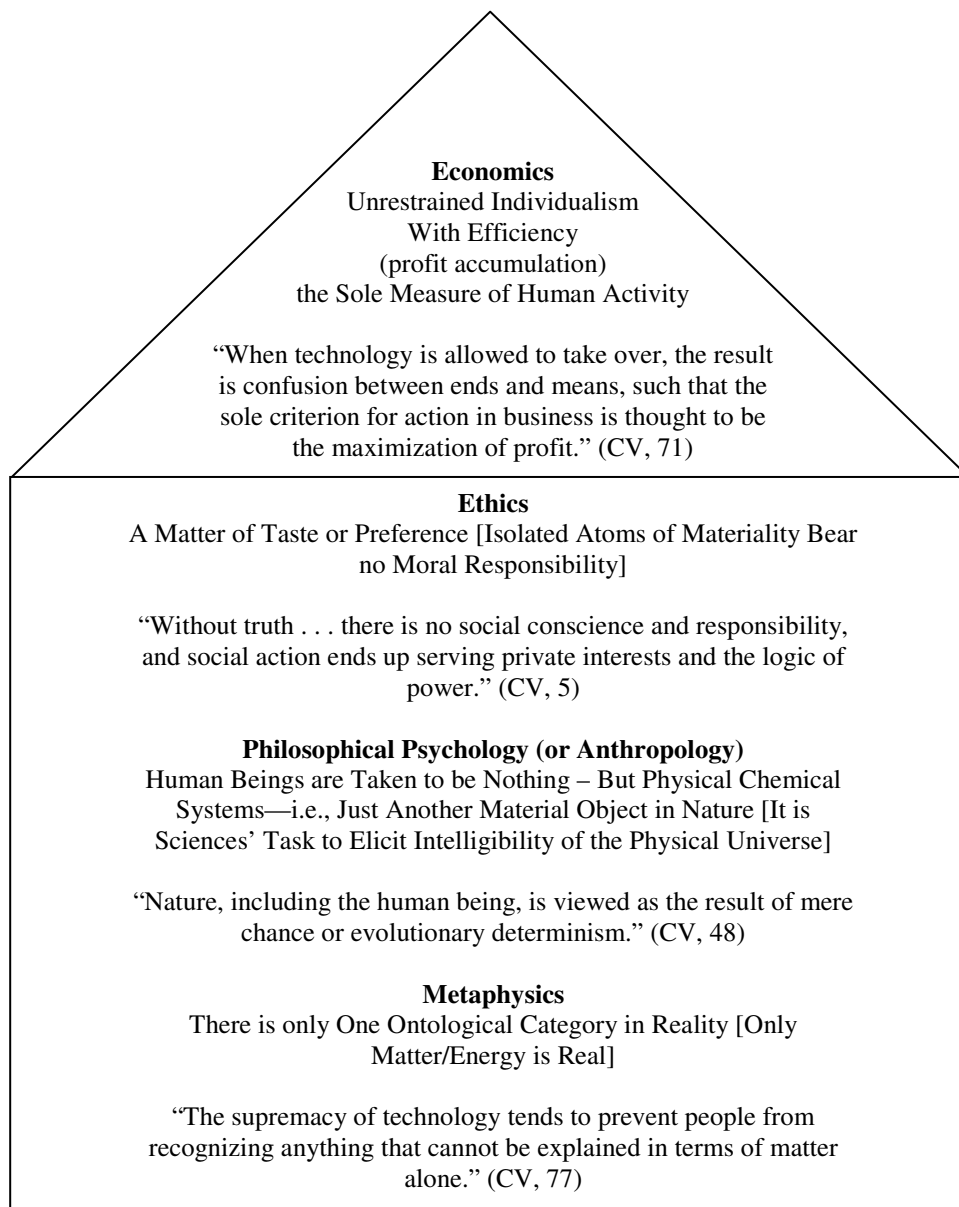 Economics
Unrestrained Individualism
With Efficiency
(profit accumulation)
the Sole Measure of Human Activity
“When technology is allowed to take over, the result
is confusion between ends and means, such that the
sole criterion for action in business is thought to be
the maximization of profit.” (CV, 71)
Ethics
A Matter of Taste or Preference [Isolated Atoms of Materiality Bear
no Moral Responsibility]
“Without truth . . . there is no social conscience and responsibility,
and social action ends up serving private interests and the logic of
power.” (CV, 5)
Philosophical Psychology (or Anthropology)
Human Beings are Taken to be Nothing – But Physical Chemical
Systems—i.e., Just Another Material Object in Nature [It is
Sciences’ Task to Elicit Intelligibility of the Physical Universe]
“Nature, including the human being, is viewed as the result of mere
chance or evolutionary determinism.” (CV, 48)
Metaphysics
There is only One Ontological Category in Reality [Only
Matter/Energy is Real]
“The supremacy of technology tends to prevent people from
recognizing anything that cannot be explained in terms of matter
alone.” (CV, 77)